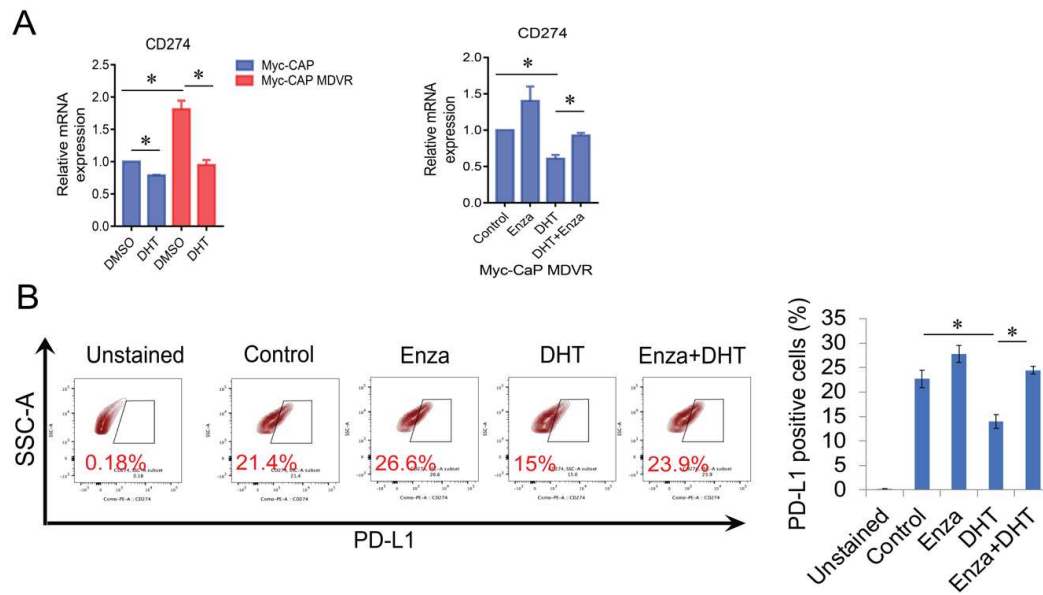 A
CD274
Relative mRNA
expression
2.5
2.0
1.5
1.0
0.5
0.0
*
*
*
DMSO
DHT
DMSO
DHT
Myc-CAP
Myc-CAP MDVR
CD274
Relative mRNA
expression
2.0
1.5
1.0
0.5
0.0
*
*
Control
Enza
DHT
DHT+Enza
Myc-CaP MDVR
B
SSC-A
Unstained
Control
Enza
DHT
Enza+DHT
0.18%
21.4%
26.6%
15%
23.9%
PD-L1
PD-L1 positive cells (%)
35
30
25
20
15
10
5
0
*
*
Unstained
Control
Enza
DHT
Enza+DHT